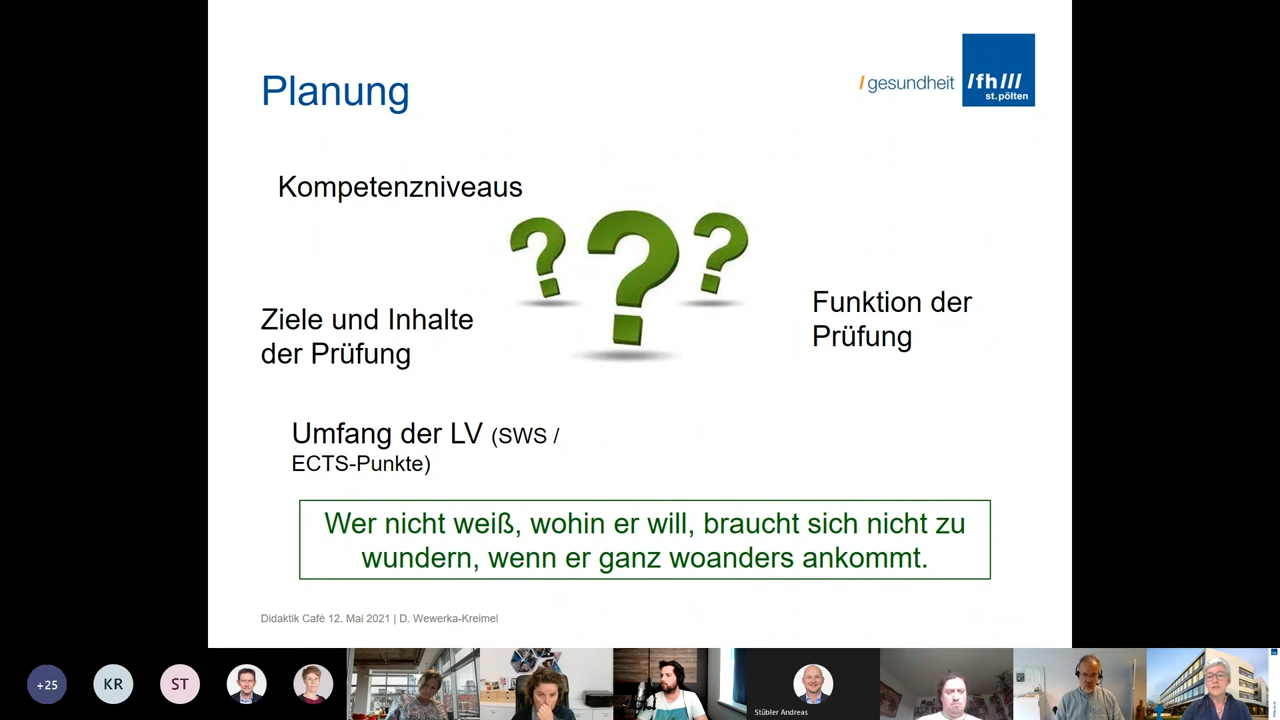 Planung
/ gesundheit
/fh///
st.pölten
Kompetenzniveaus
Ziele und Inhalte
der Prüfung
Funktion der
Prüfung
Umfang der LV (SWS /
ECTS-Punkte)
Wer nicht weiß, wohin er will, braucht sich nicht zu
wundern, wenn er ganz woanders ankommt.
Didaktik Café 12. Mai 2021 | D. Wewerka-Kreimel
+25
KR
ST
Stübler Andreas